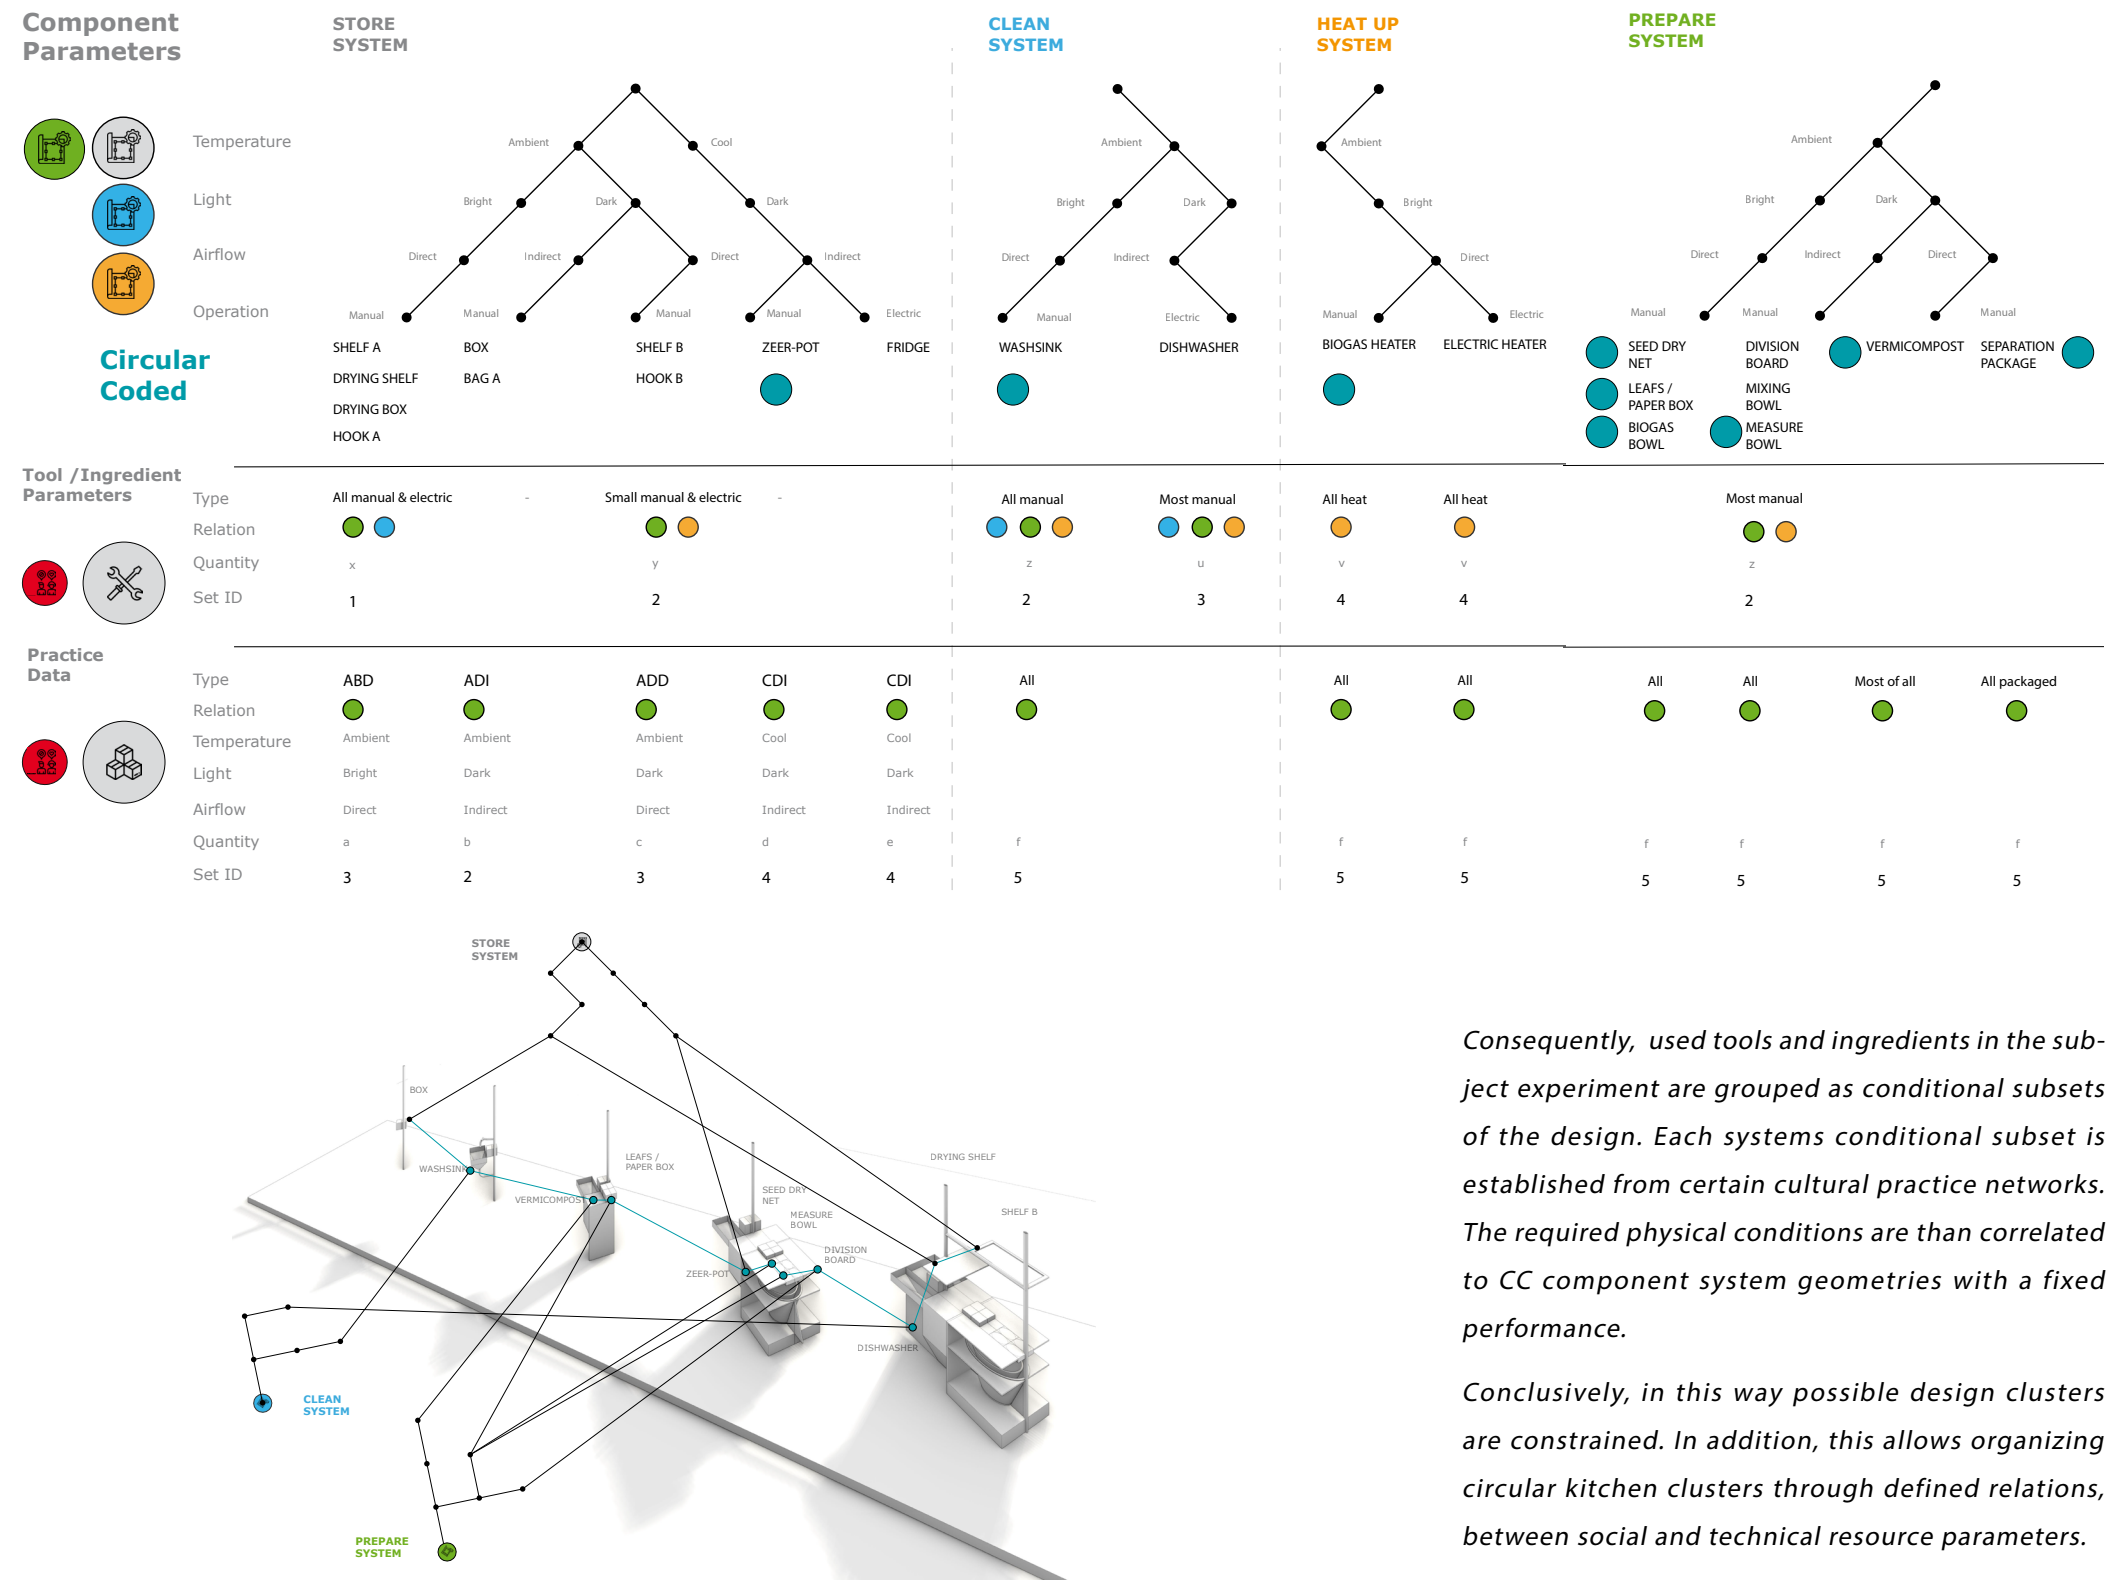 Component
Parameters
STORE
SYSTEM
CLEAN
SYSTEM
HEAT UP
SYSTEM
PREPARE
SYSTEM
Temperature
Ambient
Cool
Ambient
Ambient
Ambient
Light
Bright
Dark
Dark
Bright
Dark
Bright
Bright
Dark
Airflow
Direct
Indirect
Direct
Indirect
Direct
Indirect
Direct
Direct
Indirect
Direct
Operation
Manual
Manual
Manual
Manual
Electric
Manual
Electric
Manual
Electric
Manual
Manual
Manual
Circular
Coded
SHELF A
DRYING SHELF
DRYING BOX
HOOK A
BOX
BAG A
SHELF B
HOOK B
ZEER-POT
FRIDGE
WASHSINK
DISHWASHER
BIOGAS HEATER
ELECTRIC HEATER
SEED DRY
NET
LEAFS /
PAPER BOX
BIOGAS
BOWL
DIVISION
BOARD
MIXING
BOWL
MEASURE
BOWL
VERMICOMPOST
SEPARATION
PACKAGE
Tool /Ingredient
Parameters
Type
All manual & electric
-
Small manual & electric
-
All manual
Most manual
All heat
All heat
Most manual
Relation
Quantity
x
y
z
u
v
v
z
Set ID
1
2
2
3
4
4
2
Practice
Data
Type
ABD
ADI
ADD
CDI
CDI
All
All
All
All
All
Most of all
All packaged
Relation
Temperature
Ambient
Ambient
Ambient
Cool
Cool
Light
Bright
Dark
Dark
Dark
Dark
Airflow
Direct
Indirect
Direct
Indirect
Indirect
Quantity
a
b
c
d
e
f
f
f
f
f
f
f
Set ID
3
2
3
4
4
5
5
5
5
5
5
5
STORE
SYSTEM
BOX
WASHSINK
VERMICOMPOST
LEAFS /
PAPER BOX
SEED DRY
NET
MEASURE
BOWL
DIVISION
BOARD
ZEER-POT
DRYING SHELF
SHELF B
DISHWASHER
CLEAN
SYSTEM
PREPARE
SYSTEM
Consequently, used tools and ingredients in the sub-
ject experiment are grouped as conditional subsets
of the design. Each systems conditional subset is
established from certain cultural practice networks.
The required physical conditions are than correlated
to CC component system geometries with a fixed
performance.
Conclusively, in this way possible design clusters
are constrained. In addition, this allows organizing
circular kitchen clusters through defined relations,
between social and technical resource parameters.